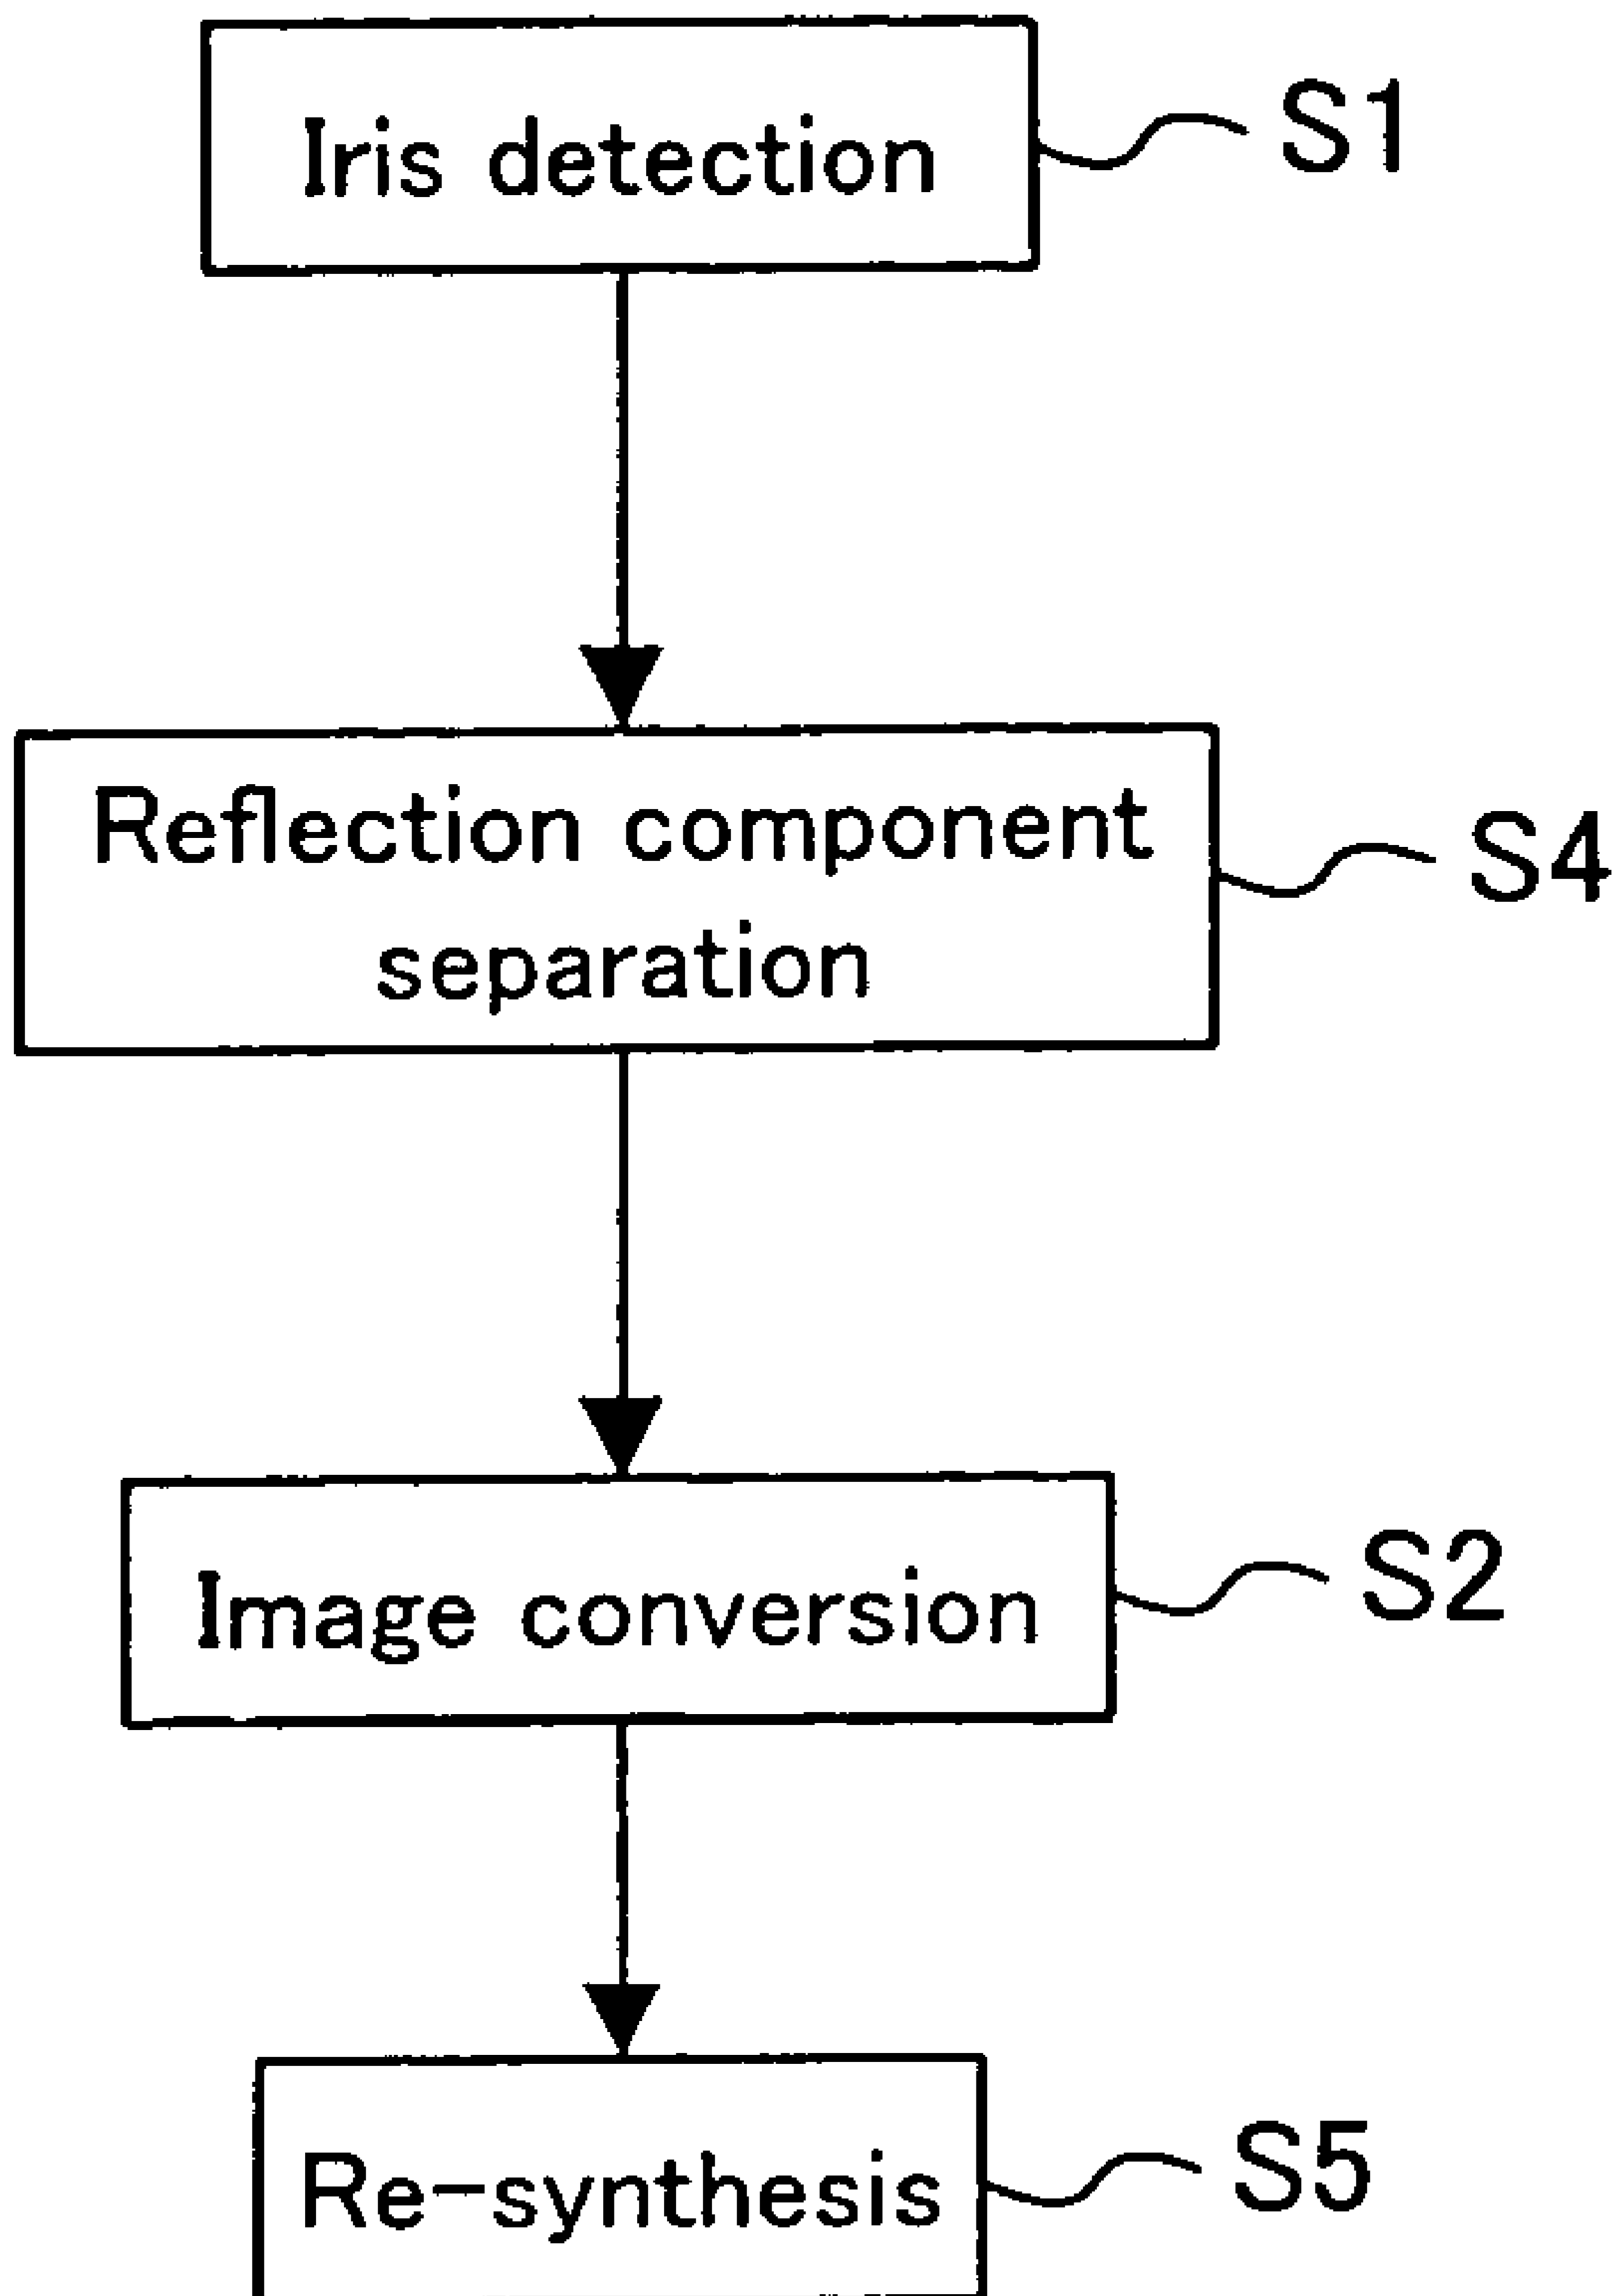 Iris detection
S1
Reflection component
separation
S4
Image conversion
S2
Re-synthesis
S5